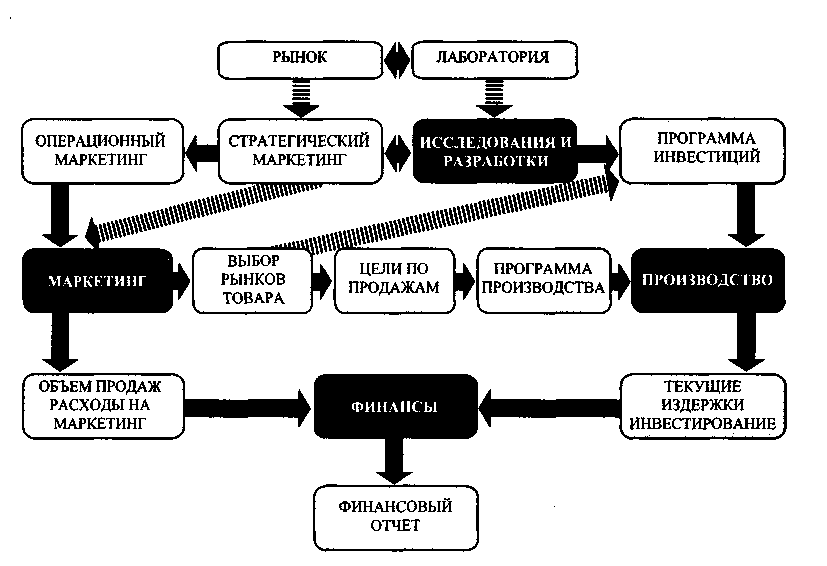 РЫНОК
ЛАБОРАТОРИЯ
ОПЕРАЦИОННЫЙ
МАРКЕТИНГ
СТРАТЕГИЧЕСКИЙ
МАРКЕТИНГ
ИССЛЕДОВАНИЯ И
РАЗРАБОТКИ
ПРОГРАММА
ИНВЕСТИЦИЙ
МАРКЕТИНГ
ВЫБОР
РЫНКОВ
ТОВАРА
ЦЕЛИ ПО
ПРОДАЖАМ
ПРОГРАММА
ПРОИЗВОДСТВА
ПРОИЗВОДСТВО
ОБЪЕМ ПРОДАЖ
РАСХОДЫ НА
МАРКЕТИНГ
ФИНАНСЫ
ТЕКУЩИЕ
ИЗДЕРЖКИ
ИНВЕСТИРОВАНИЕ
ФИНАНСОВЫЙ
ОТЧЕТ